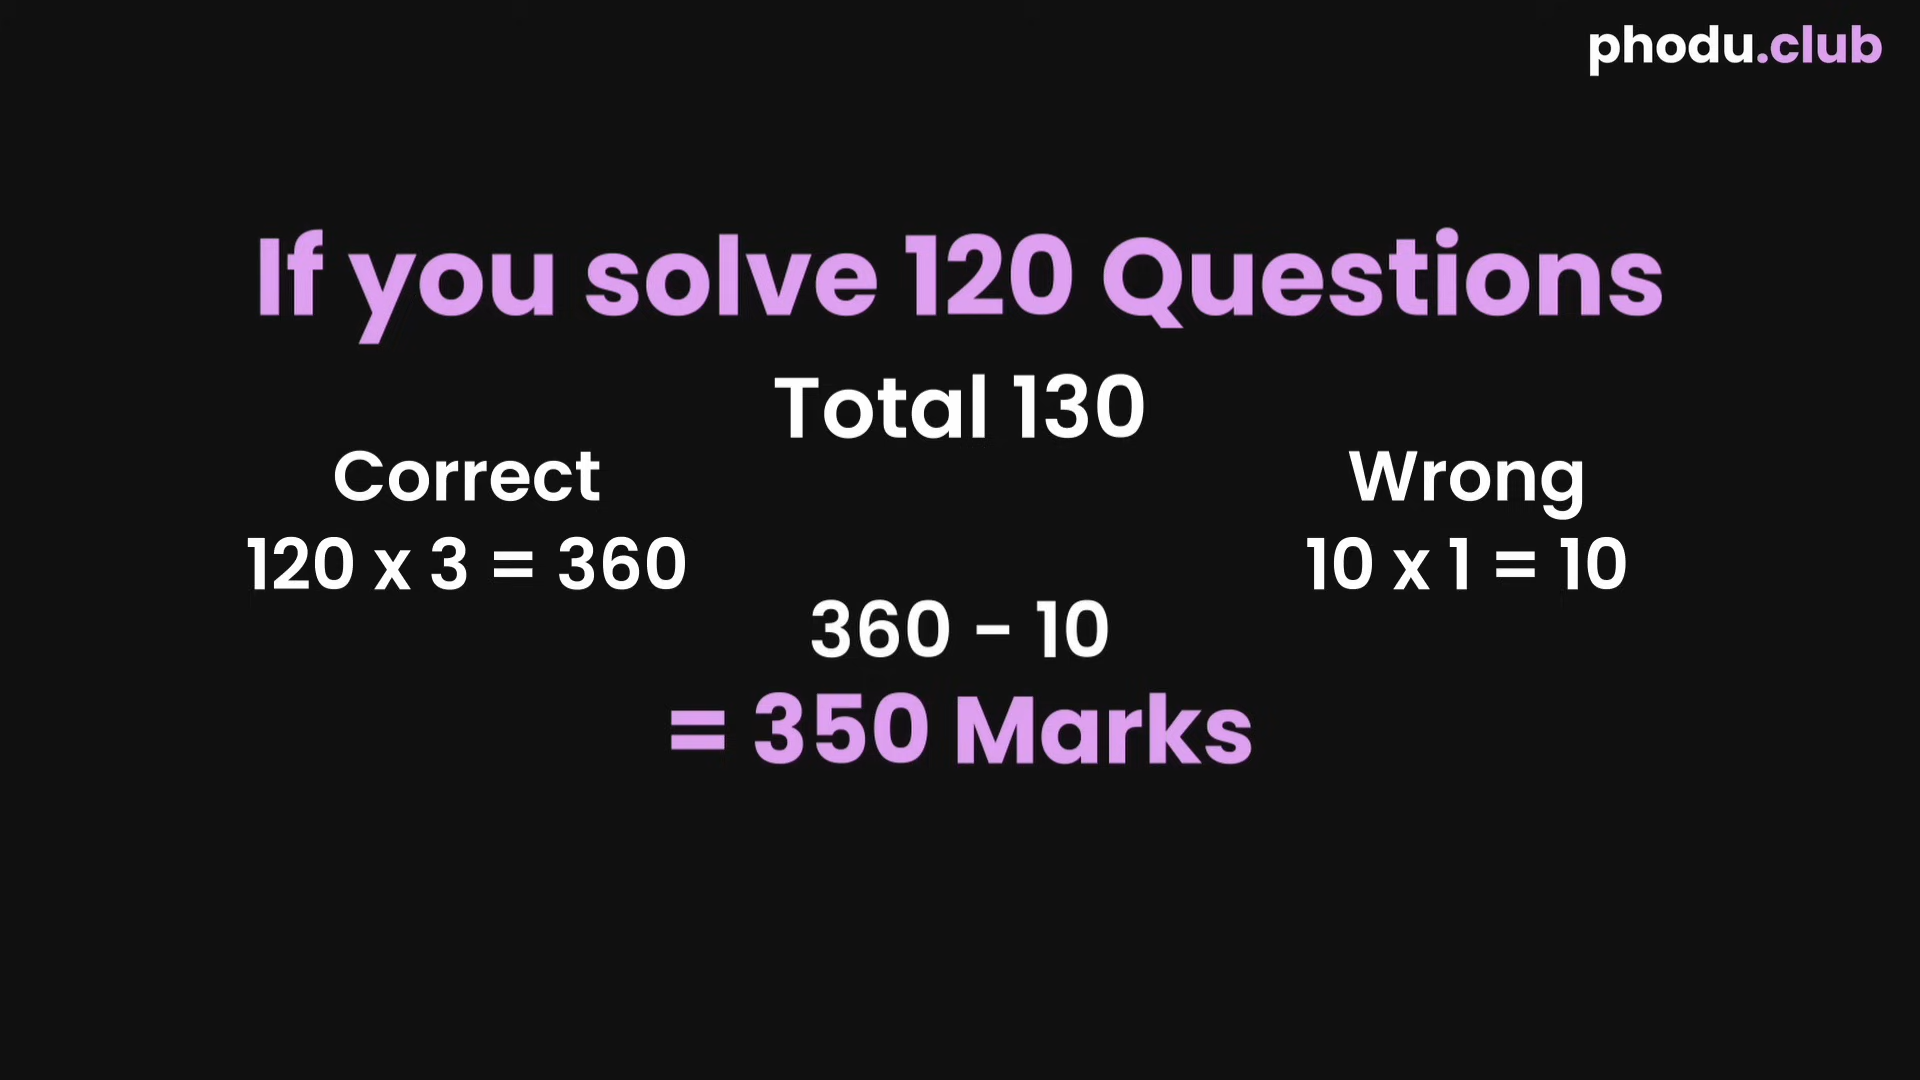 phodu.club
If you solve 120 Questions
Total 130
Correct
120 x 3 = 360
Wrong
10 x 1 = 10
360 - 10
= 350 Marks